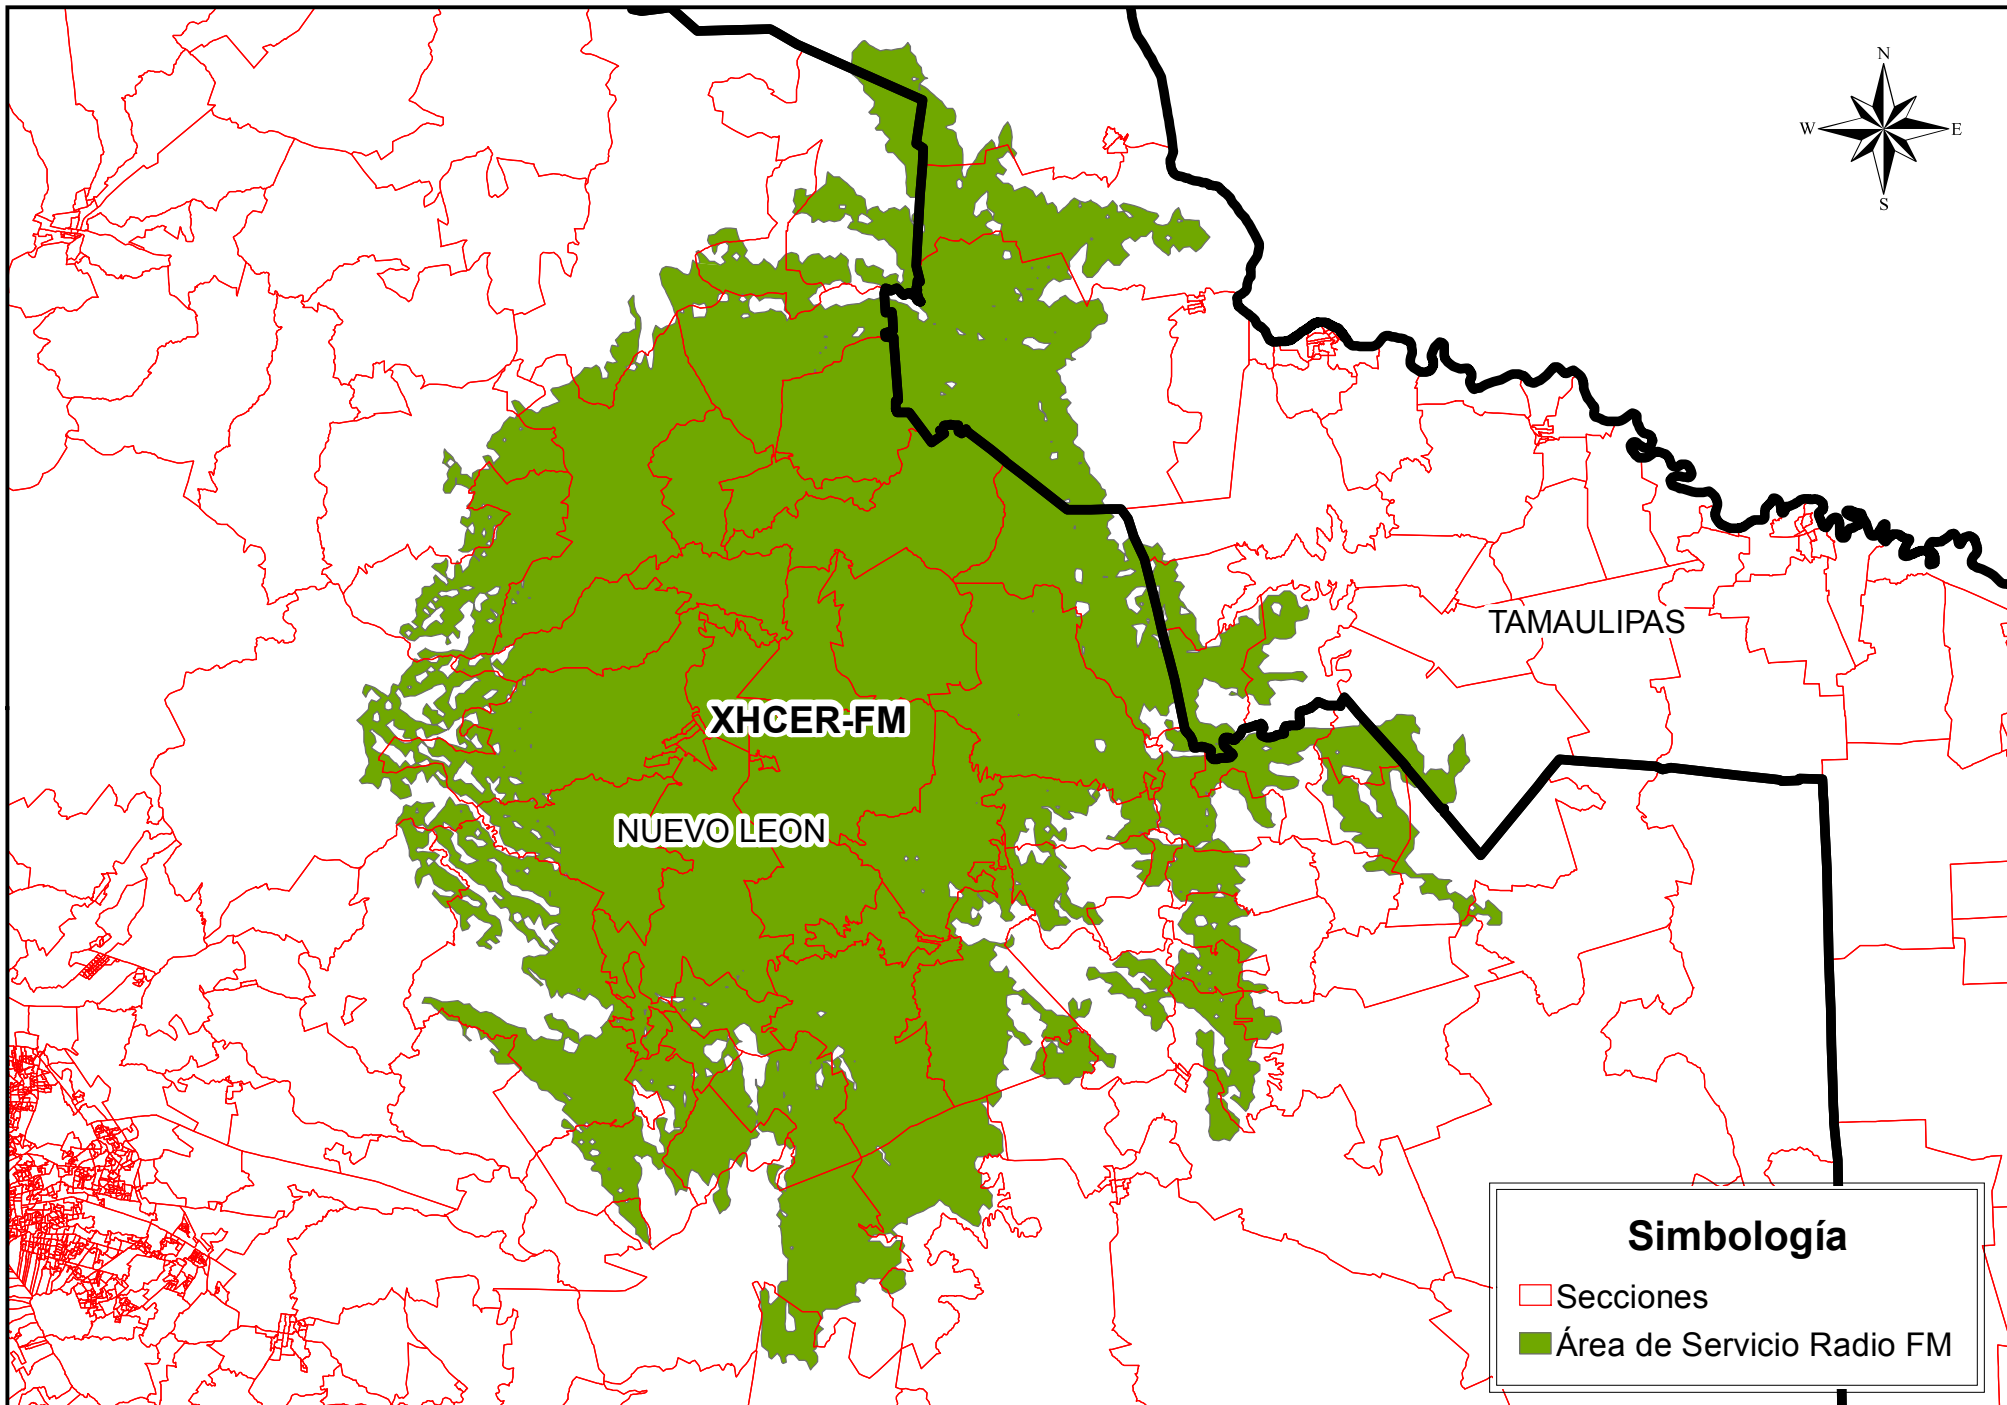 N
W E
S
TAMAULIPAS
XHCER-FM
NUEVO LEON
Simbología
Secciones
Área de Servicio Radio FM